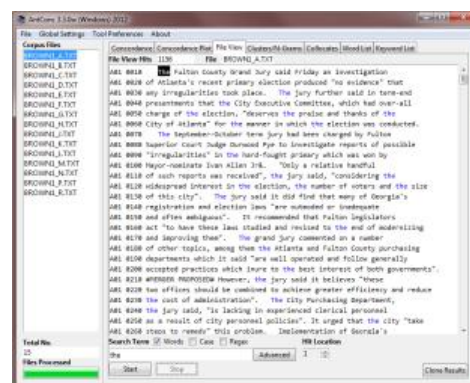 AntConc 3.3.0w (Windows) 2012
File Global Settings Tool Preferences About
Corpus Files
BROWN1_A.TXT
BROWN1_B.TXT
BROWN1_C.TXT
BROWN1_D.TXT
BROWN1_E.TXT
BROWN1_F.TXT
BROWN1_G.TXT
BROWN1_H.TXT
BROWN1_J.TXT
BROWN1_K.TXT
BROWN1_L.TXT
BROWN1_M.TXT
BROWN1_N.TXT
BROWN1_P.TXT
BROWN1_R.TXT
Total No.
15
Files Processed
Concordance Concordance Plot File View Clusters/N-Grams Collocates Word List Keyword List
File View Hits File BROWN1_A.TXT
A01 0010 The Fulton County Grand Jury said Friday an investigation
A01 0020 of Atlanta's recent primary election produced "no evidence" that
A01 0030 any irregularities took place. The jury further said in term-end
A01 0040 presentments that the City Executive Committee, which had over-all
A01 0050 charge of the election, "deserves the praise and thanks of the
A01 0060 City of Atlanta" for the manner in which the election was conducted.
A01 0070 The September-October term jury had been charged by Fulton
A01 0080 Superior Court Judge Durwood Pye to investigate reports of possible
A01 0090 "irregularities" in the hard-fought primary which was won by
A01 0100 Mayor-nominate Ivan Allen Jr&. "Only a relative handful
A01 0110 of such reports was received", the jury said, "considering the
A01 0120 widespread interest in the election, the number of voters and the size
A01 0130 of this city". The jury said it did find that many of Georgia's
A01 0140 registration and election laws "are outmoded or inadequate
A01 0150 and often ambiguous". It recommended that Fulton legislators
A01 0160 act "to have these laws studied and revised to the end of modernizing
A01 0170 and improving them". The grand jury commented on a number
A01 0180 of other topics, among them the Atlanta and Fulton County purchasing
A01 0190 departments which it said "are well operated and follow generally
A01 0200 accepted practices which inure to the best interest of both governments".
A01 0210 #MERGER PROPOSED# However, the jury said it believes "these
A01 0220 two offices should be combined to achieve greater efficiency and reduce
A01 0230 the cost of administration". The City Purchasing Department,
A01 0240 the jury said, "is lacking in experienced clerical personnel
A01 0250 as a result of city personnel policies". It urged that the city "take
A01 0260 steps to remedy" this problem. Implementation of Georgia's
Search Term Words Case Regex Hit Location
the Advanced 1
Start Stop Clone Results